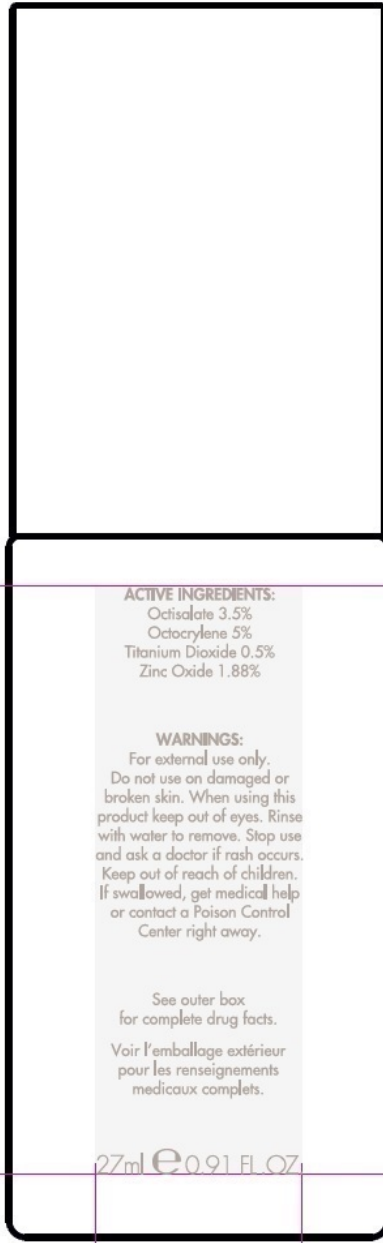 ACTIVE INGREDIENTS:
Octisalate 3.5%
Octocrylene 5%
Titanium Dioxide 0.5%
Zinc Oxide 1.88%
WARNINGS:
For external use only.
Do not use on damaged or
broken skin. When using this
product keep out of eyes. Rinse
with water to remove. Stop use
and ask a doctor if rash occurs.
Keep out of reach of children.
If swallowed, get medical help
or contact a Poison Control
Center right away.
See outer box
for complete drug facts.
Voir l'emballage extérieur
pour les renseignements
medicaux complets.
27ml e 0.91 FL.OZ.